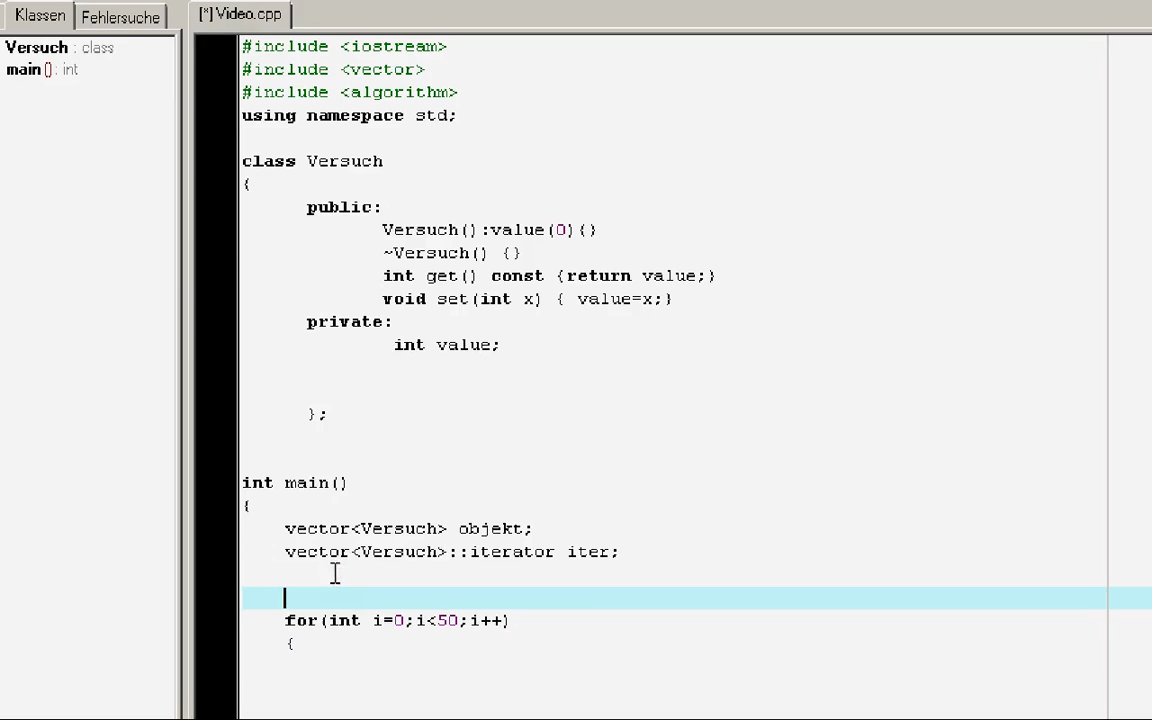 Klassen Fehlersuche [*] Video.cpp
Versuch : class
main (): int
#include <iostream>
#include <vector>
#include <algorithm>
using namespace std;
class Versuch
{
public:
Versuch():value(0){}
~Versuch() {}
int get() const {return value;}
void set(int x) { value=x;}
private:
int value;
};
int main()
{
vector<Versuch> objekt;
vector<Versuch>::iterator iter;
for(int i=0;i<50;i++)
{